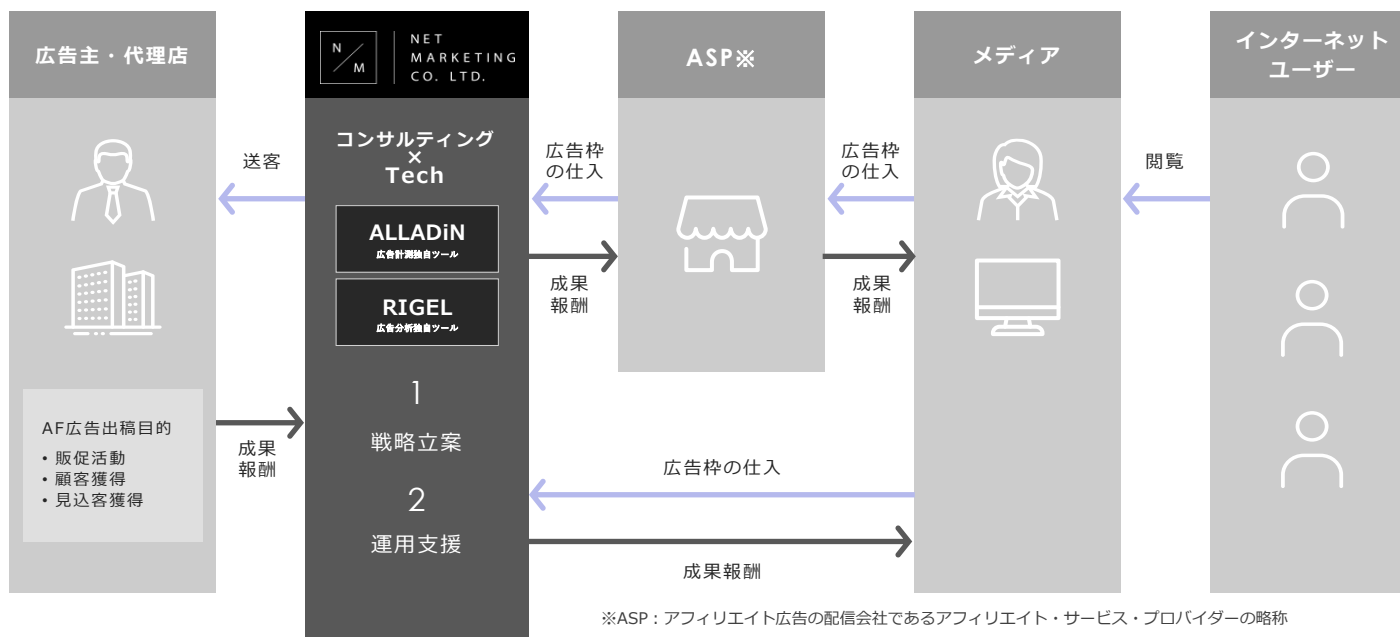 広告主・代理店
N
M
NET
MARKETING
CO. LTD.
ASP※
メディア
インターネット
ユーザー
コンサルティング
×
Tech
ALLADiN
広告計測独自ツール
RIGEL
広告分析独自ツール
1
戦略立案
2
運用支援
送客
広告枠
の仕入
成果
報酬
広告枠
の仕入
成果
報酬
閲覧
AF広告出稿目的
• 販促活動
• 顧客獲得
• 見込客獲得
成果
報酬
広告枠の仕入
成果報酬
※ASP：アフィリエイト広告の配信会社であるアフィリエイト・サービス・プロバイダーの略称